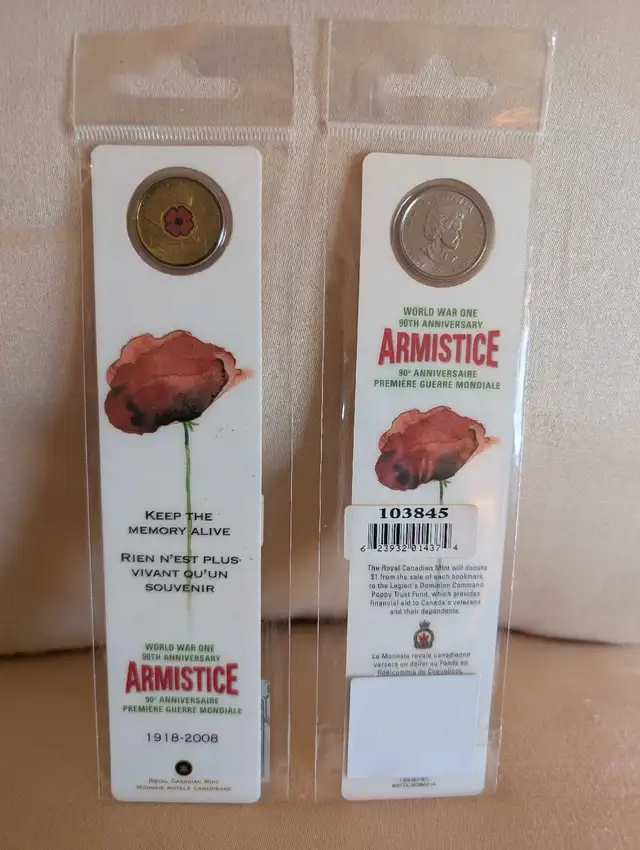 KEEP THE
MEMORY ALIVE
RIEN N'EST PLUS
VIVANT QU'UN
SOUVENIR
WORLD WAR ONE
90TH ANNIVERSARY
ARMISTICE
90e ANNIVERSAIRE
PREMIÈRE GUERRE MONDIALE
1918-2008
ROYAL CANADIAN MINT
MONNAIE ROYALE CANADIENNE
WORLD WAR ONE
90TH ANNIVERSARY
ARMISTICE
90e ANNIVERSAIRE
PREMIÈRE GUERRE MONDIALE
103845
6 23932 01437 4
The Royal Canadian Mint will donate
$1 from the sale of each bookmark
to the Legion's Dominion Command
Poppy Trust Fund, which provides
financial aid to Canada's veterans
and their dependents.
La Monnaie royale canadienne
versera un dollar au Fonds en
fidéicommis du Coquelicot